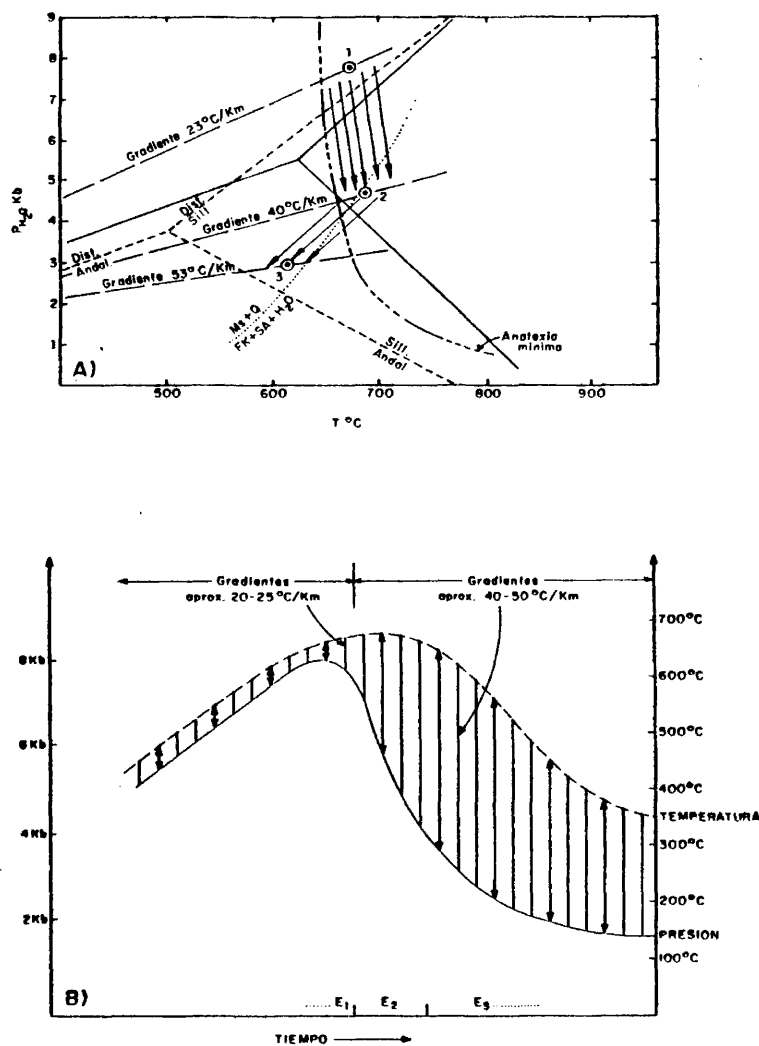 9
8
7
6
5
4
3
2
1
P H₂O Kb
1
Gradiente 23°C/Km
Dist.
Sill
Gradiente 40°C/Km
2
Dist.
Andal
Gradiente 53°C/Km
3
Ms+Q
FK+SA+H₂O
Sill.
Andal
Anatexia
minima
A)
500
600
700
800
900
T °C
Gradientes
aprox. 20-25°C/Km
Gradientes
aprox. 40-50°C/Km
8Kb
6Kb
4Kb
2Kb
700°C
600°C
500°C
400°C
TEMPERATURA
300°C
200°C
PRESION
100°C
B)
E₁
E₂
E₃
TIEMPO